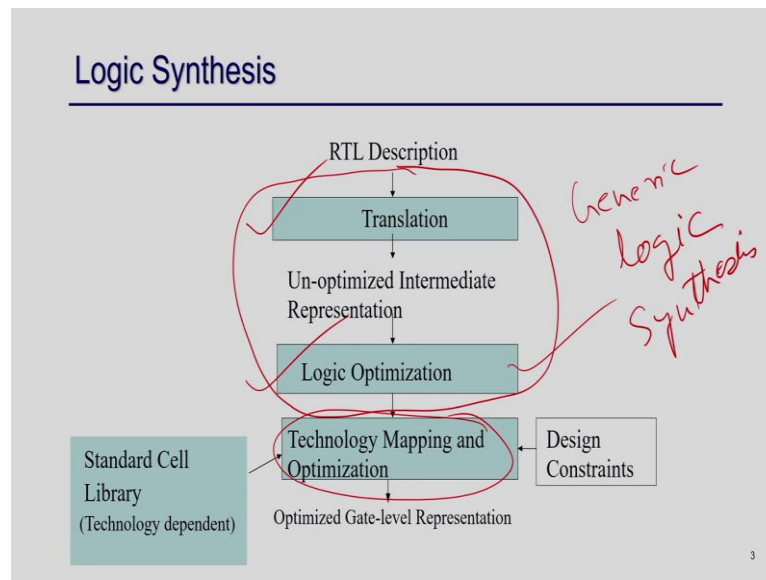 Logic Synthesis
RTL Description
Translation
Un-optimized Intermediate
Representation
Logic Optimization
Technology Mapping and
Optimization
Optimized Gate-level Representation
Standard Cell
Library
(Technology dependent)
Design
Constraints
Generic
logic
Synthesis
3